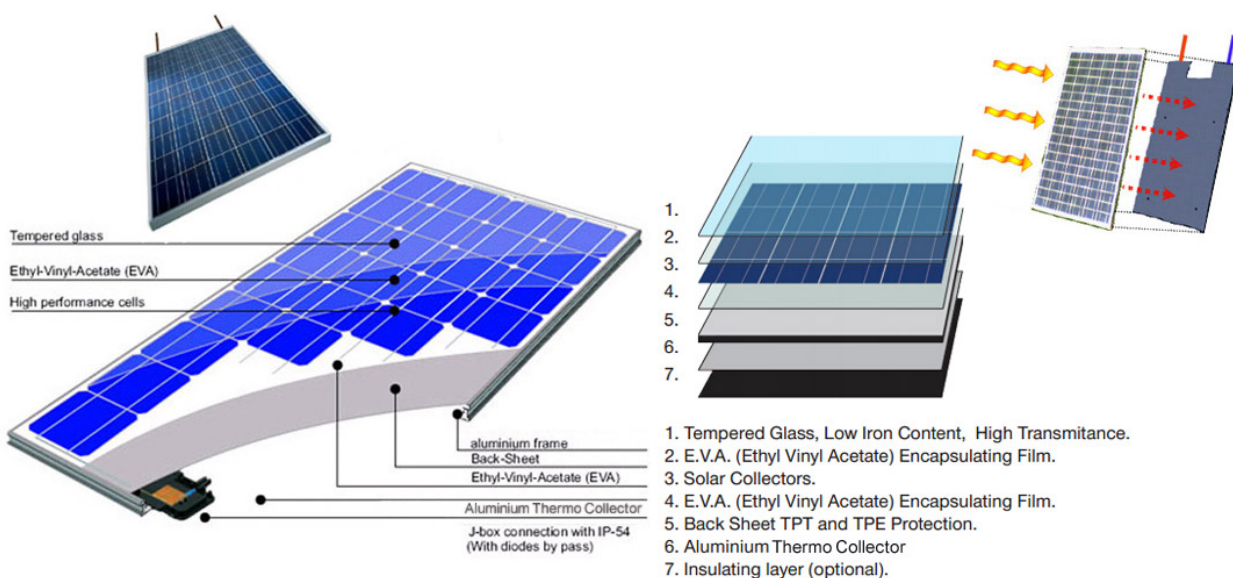 Tempered glass
Ethyl-Vinyl-Acetate (EVA)
High performance cells
aluminium frame
Back-Sheet
Ethyl-Vinyl-Acetate (EVA)
Aluminium Thermo Collector
J-box connection with IP-54
(With diodes by pass)
1.
2.
3.
4.
5.
6.
7.
1. Tempered Glass, Low Iron Content, High Transmitance.
2. E.V.A. (Ethyl Vinyl Acetate) Encapsulating Film.
3. Solar Collectors.
4. E.V.A. (Ethyl Vinyl Acetate) Encapsulating Film.
5. Back Sheet TPT and TPE Protection.
6. Aluminium Thermo Collector
7. Insulating layer (optional).